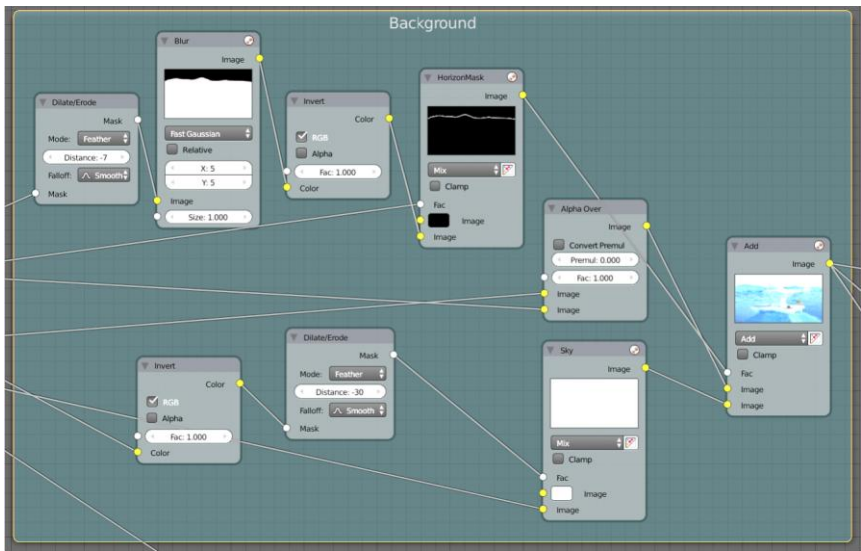 Background
Blur
Image
Fast Gaussian
Relative
X: 5
Y: 5
Image
Size: 1.000
Dilate/Erode
Mask
Mode: Feather
Distance: -7
Falloff: Smooth
Mask
Invert
Color
RGB
Alpha
Fac: 1.000
Color
HorizonMask
Image
Mix
Clamp
Fac
Image
Image
Alpha Over
Image
Convert Premul
Premul: 0.000
Fac: 1.000
Image
Image
Add
Image
Add
Clamp
Fac
Image
Image
Invert
Color
RGB
Alpha
Fac: 1.000
Color
Dilate/Erode
Mask
Mode: Feather
Distance: -30
Falloff: Smooth
Mask
Sky
Image
Mix
Clamp
Fac
Image
Image